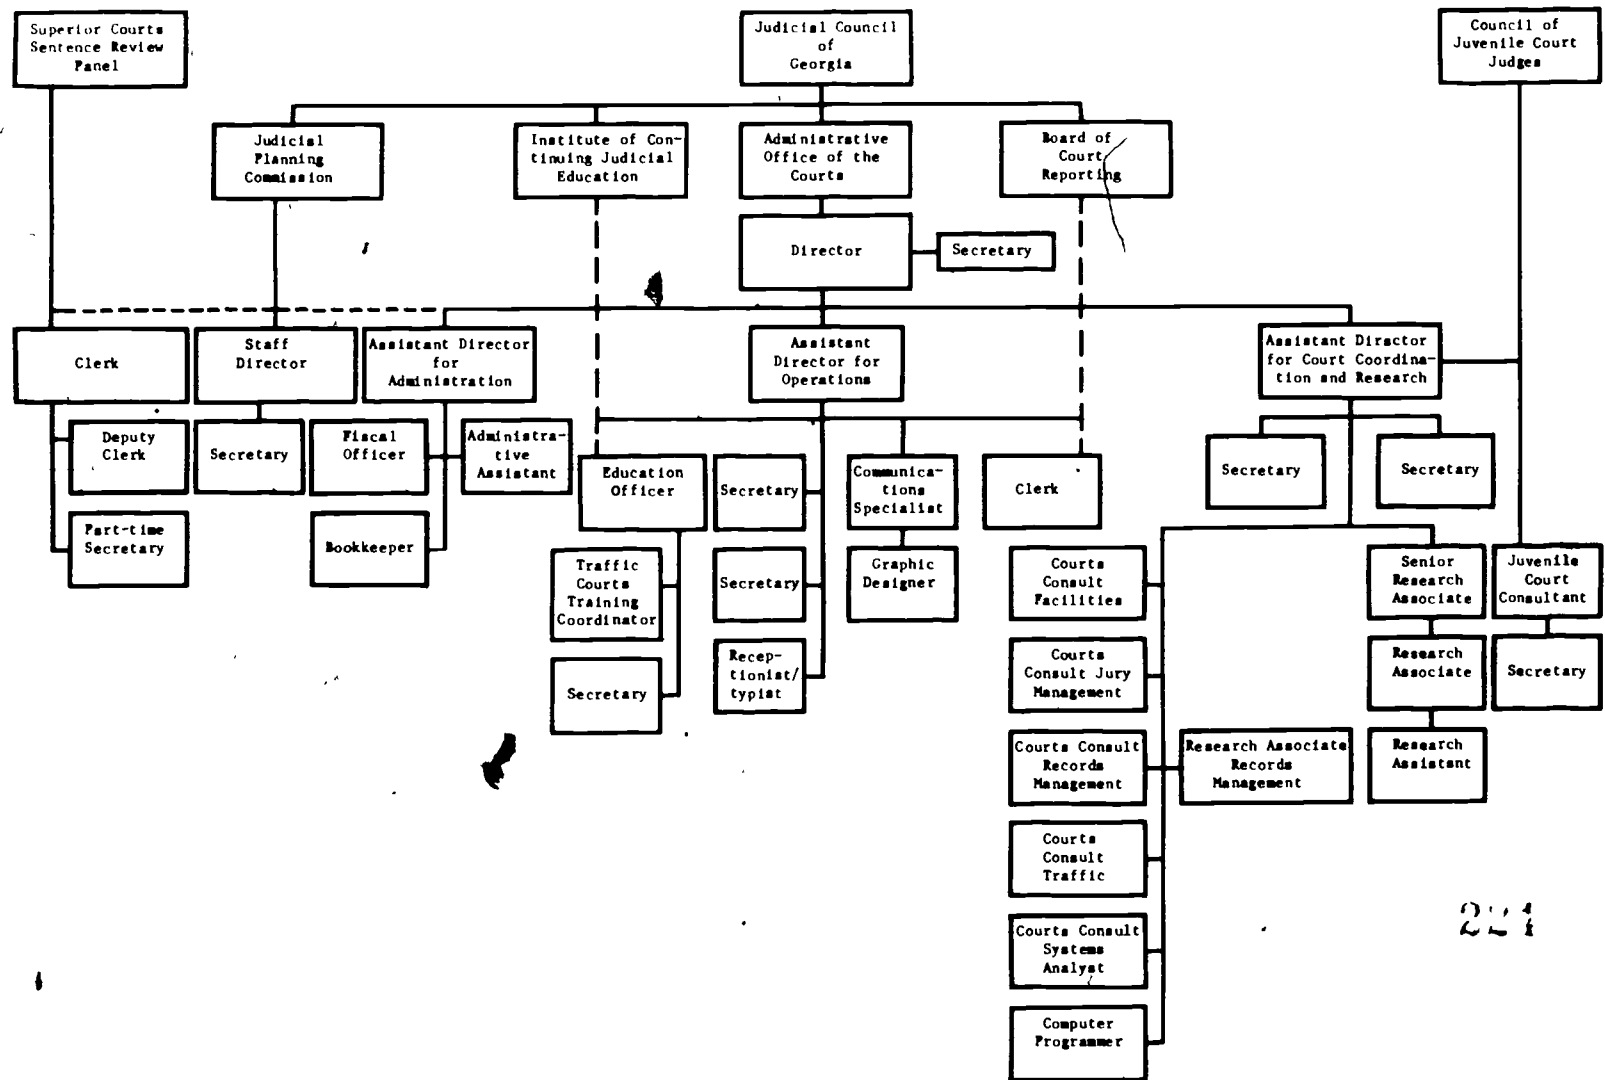 Superior Courts
Sentence Review
Panel
Judicial Council
of
Georgia
Council of
Juvenile Court
Judges
Judicial
Planning
Commission
Institute of Con-
tinuing Judicial
Education
Administrative
Office of the
Courts
Board of
Court
Reporting
Director
Secretary
Clerk
Staff
Director
Assistant Director
for
Administration
Assistant
Director for
Operations
Assistant Director
for Court Coordina-
tion and Research
Deputy
Clerk
Secretary
Fiscal
Officer
Administra-
tive
Assistant
Education
Officer
Secretary
Communica-
tions
Specialist
Clerk
Secretary
Secretary
Part-time
Secretary
Bookkeeper
Traffic
Courts
Training
Coordinator
Secretary
Graphic
Designer
Courts
Consult
Facilities
Senior
Research
Associate
Juvenile
Court
Consultant
Secretary
Recep-
tionist/
typist
Courts
Consult Jury
Management
Research
Associate
Secretary
Courts Consult
Records
Management
Research Associate
Records
Management
Research
Assistant
Courts
Consult
Traffic
Courts Consult
Systems
Analyst
Computer
Programmer